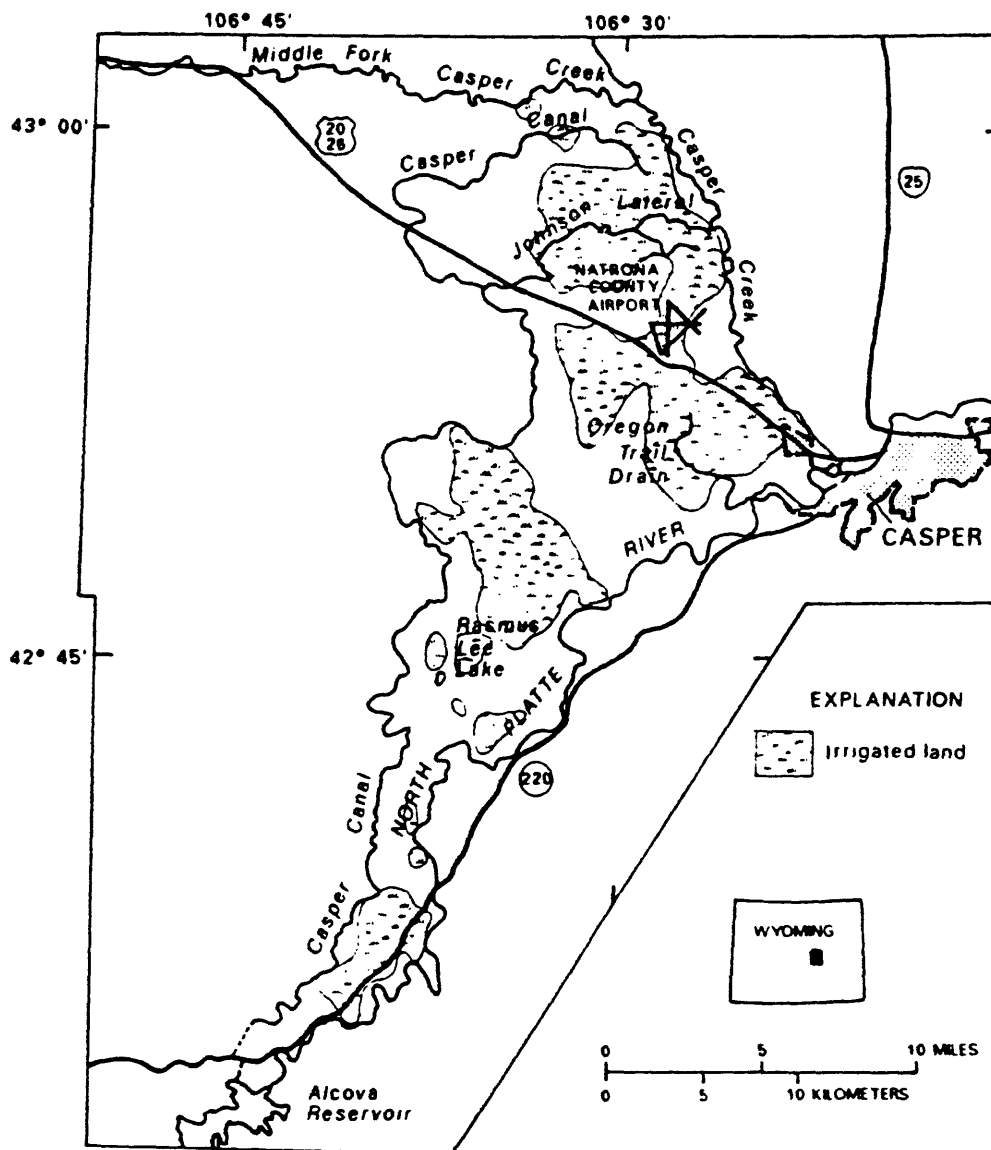 106° 45'
106° 30'
Middle Fork
Casper
Creek
43° 00'
20
26
Canal
Casper
Casper
25
Lateral
Johnson
NATRONA
COUNTY
AIRPORT
Creek
Oregon
Trail
Drain
RIVER
CASPER
Rasmus
Lee
Lake
42° 45'
PLATTE
EXPLANATION
Irrigated land
220
Canal
NORTH
Casper
WYOMING
0 5 10 MILES
0 5 10 KILOMETERS
Alcova
Reservoir